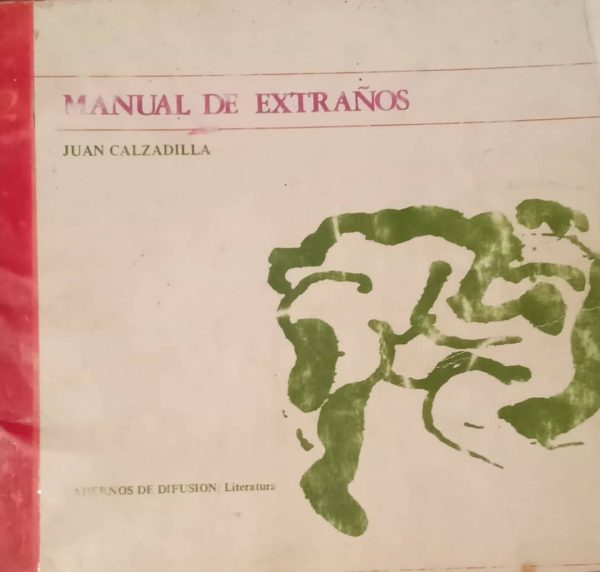 MANUAL DE EXTRAÑOS
JUAN CALZADILLA
ADERNOS DE DIFUSION/ Literatura